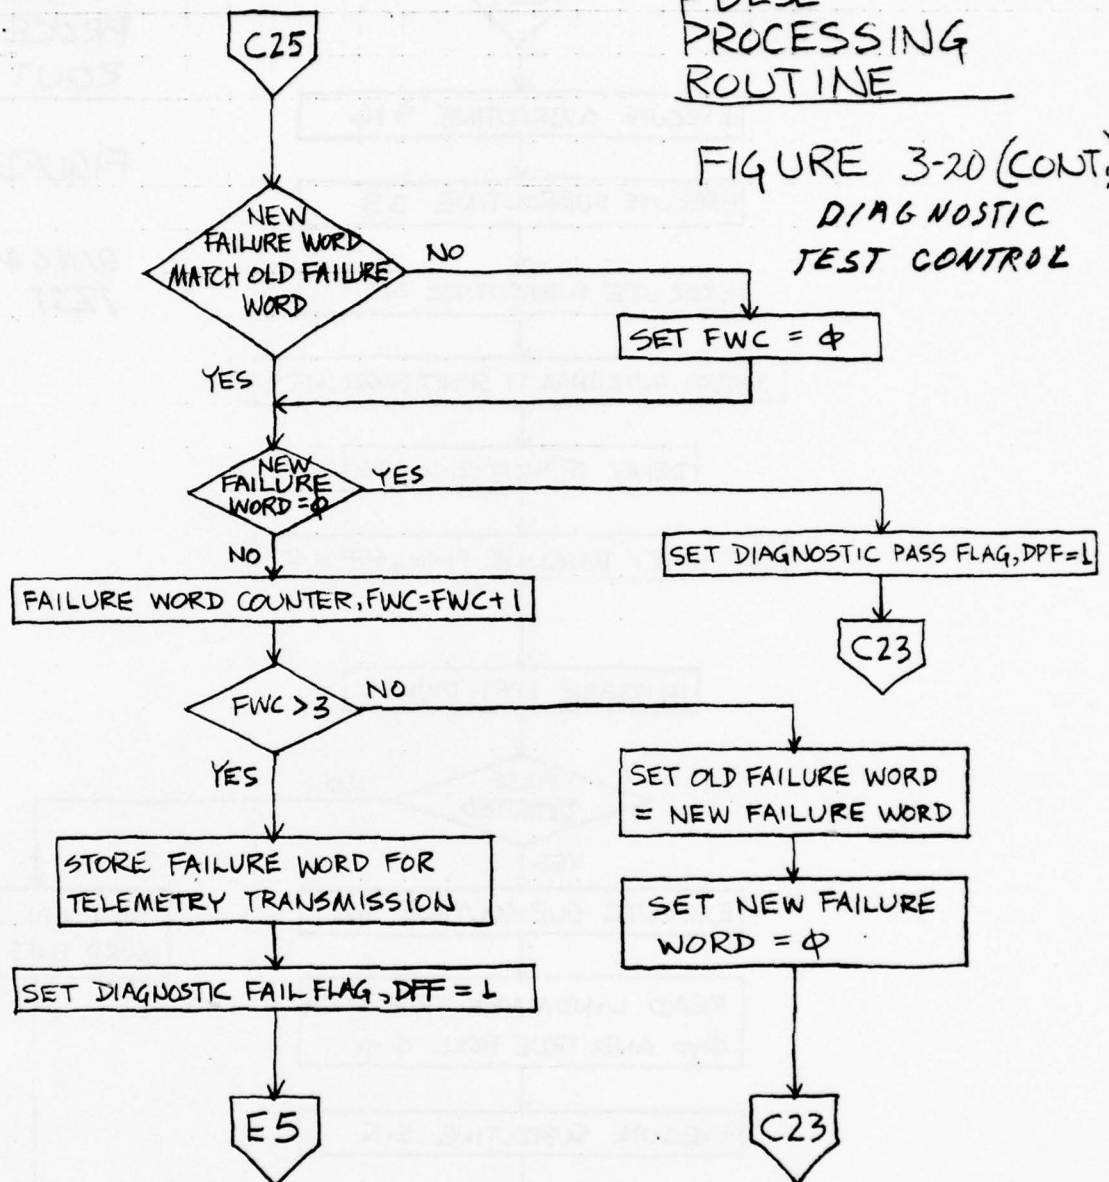 C25
PROCESSING
ROUTINE
FIGURE 3-20 (CONT.)
DIAGNOSTIC
TEST CONTROL
NEW
FAILURE WORD
MATCH OLD FAILURE
WORD
NO
SET FWC = ϕ
YES
NEW
FAILURE
WORD = ϕ
YES
SET DIAGNOSTIC PASS FLAG, DPF=1
C23
NO
FAILURE WORD COUNTER, FWC=FWC+1
FWC > 3
NO
SET OLD FAILURE WORD
= NEW FAILURE WORD
SET NEW FAILURE
WORD = ϕ
C23
YES
STORE FAILURE WORD FOR
TELEMETRY TRANSMISSION
SET DIAGNOSTIC FAIL FLAG, DFF = 1
E5